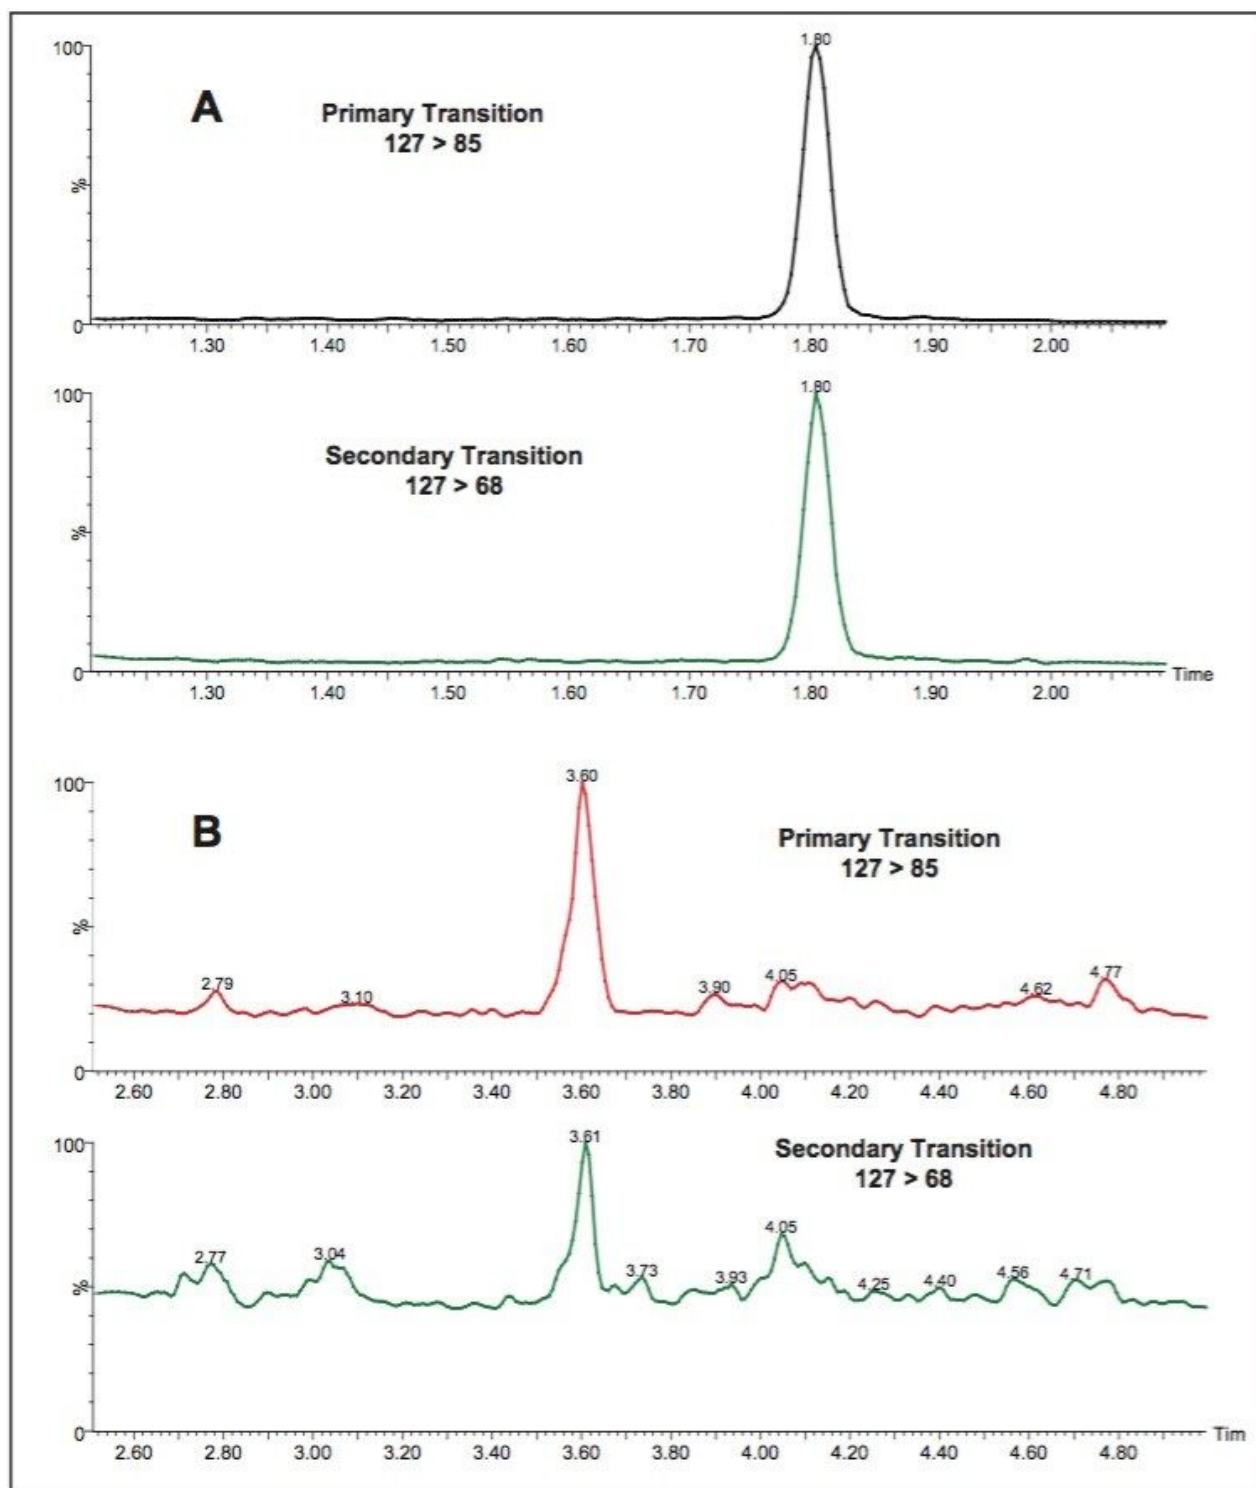 1.80
100
A
Primary Transition
127 > 85
%
0
1.30 1.40 1.50 1.60 1.70 1.80 1.90 2.00
1.80
100
Secondary Transition
127 > 68
%
0
Time
1.30 1.40 1.50 1.60 1.70 1.80 1.90 2.00
3.60
100
B
Primary Transition
127 > 85
%
2.79 3.10 3.90 4.05 4.62 4.77
0
2.60 2.80 3.00 3.20 3.40 3.60 3.80 4.00 4.20 4.40 4.60 4.80
3.61
100
Secondary Transition
127 > 68
2.77 3.04 3.73 3.93 4.05 4.25 4.40 4.56 4.71
%
0
Tim
2.60 2.80 3.00 3.20 3.40 3.60 3.80 4.00 4.20 4.40 4.60 4.80